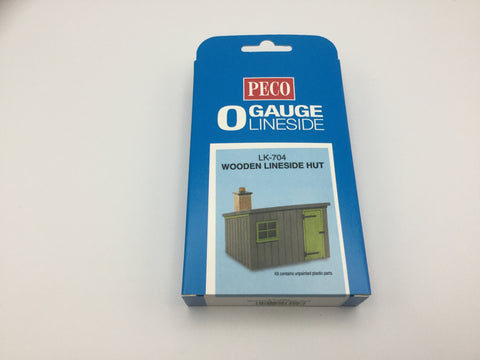 PECO
O GAUGE
LINESIDE
LK-704
WOODEN LINESIDE HUT
Kit contains unpainted plastic parts